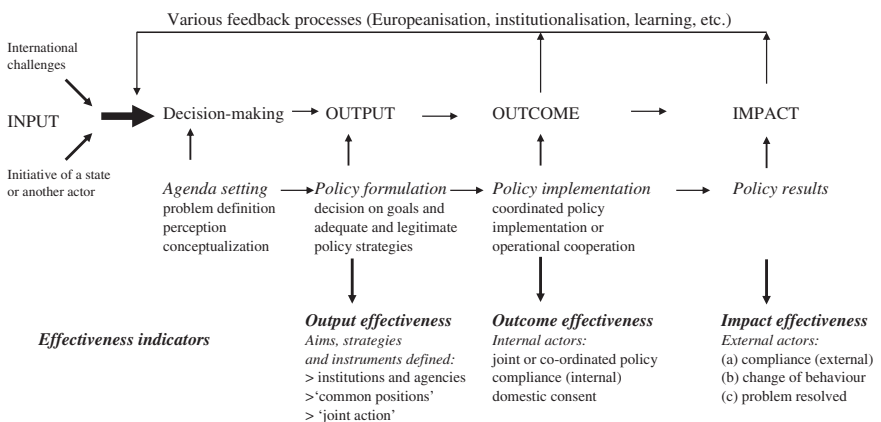 Various feedback processes (Europeanisation, institutionalisation, learning, etc.)
International
challenges
INPUT
Initiative of a state
or another actor
Decision-making
OUTPUT
OUTCOME
IMPACT
Agenda setting
problem definition
perception
conceptualization
Policy formulation
decision on goals and
adequate and legitimate
policy strategies
Policy implementation
coordinated policy
implementation or
operational cooperation
Policy results
Effectiveness indicators
Output effectiveness
Aims, strategies
and instruments defined:
> institutions and agencies
>‘common positions’
> ‘joint action’
Outcome effectiveness
Internal actors:
joint or co-ordinated policy
compliance (internal)
domestic consent
Impact effectiveness
External actors:
(a) compliance (external)
(b) change of behaviour
(c) problem resolved